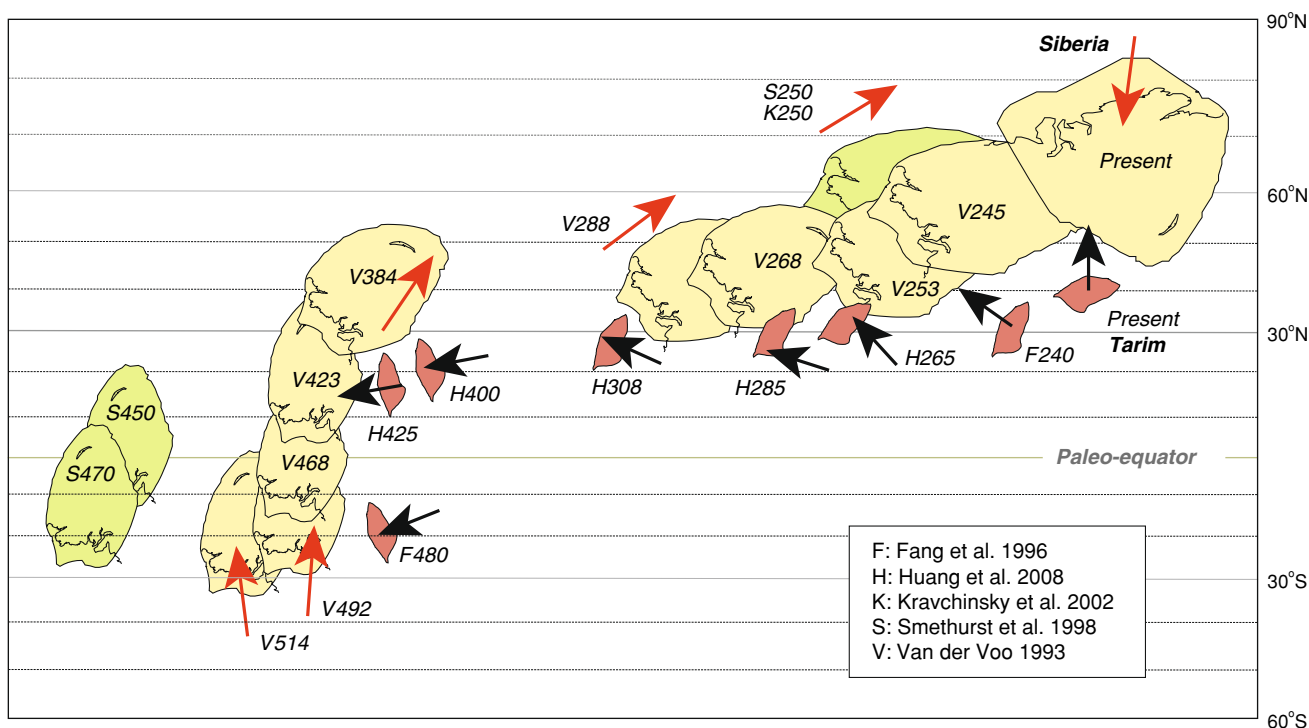 90°N
Siberia
S250
K250
Present
60°N
V288
V245
V384
V268
V253
Present
Tarim
30°N
H265
F240
H308
H285
V423
H400
H425
S450
S470
V468
Paleo-equator
F480
V492
V514
30°S
F: Fang et al. 1996
H: Huang et al. 2008
K: Kravchinsky et al. 2002
S: Smethurst et al. 1998
V: Van der Voo 1993
60°S